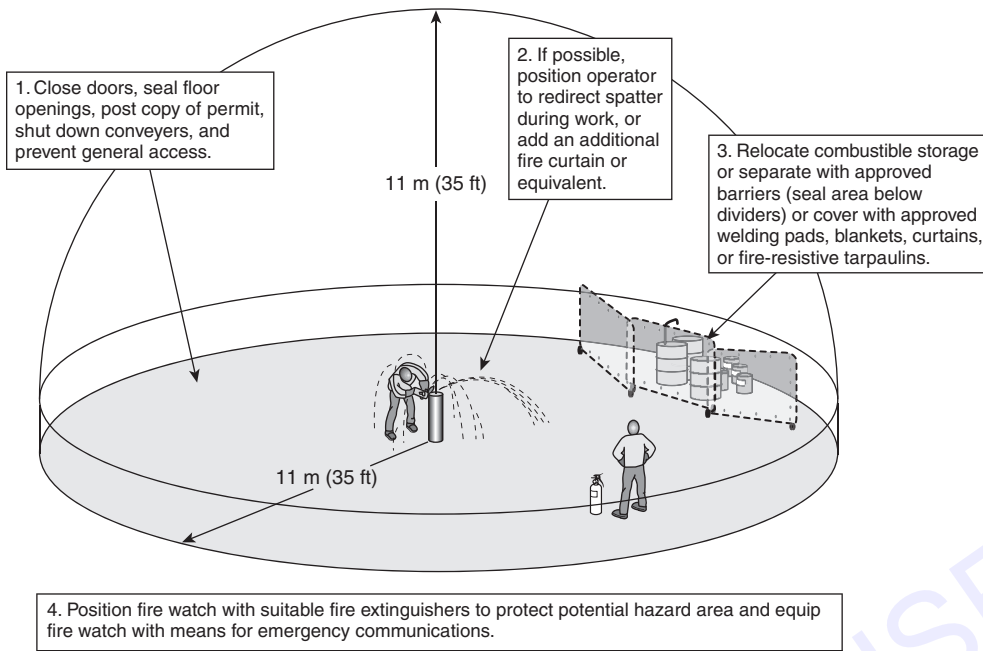 1. Close doors, seal floor
openings, post copy of permit,
shut down conveyers, and
prevent general access.
2. If possible,
position operator
to redirect spatter
during work, or
add an additional
fire curtain or
equivalent.
3. Relocate combustible storage
or separate with approved
barriers (seal area below
dividers) or cover with approved
welding pads, blankets, curtains,
or fire-resistive tarpaulins.
11 m (35 ft)
11 m (35 ft)
4. Position fire watch with suitable fire extinguishers to protect potential hazard area and equip
fire watch with means for emergency communications.